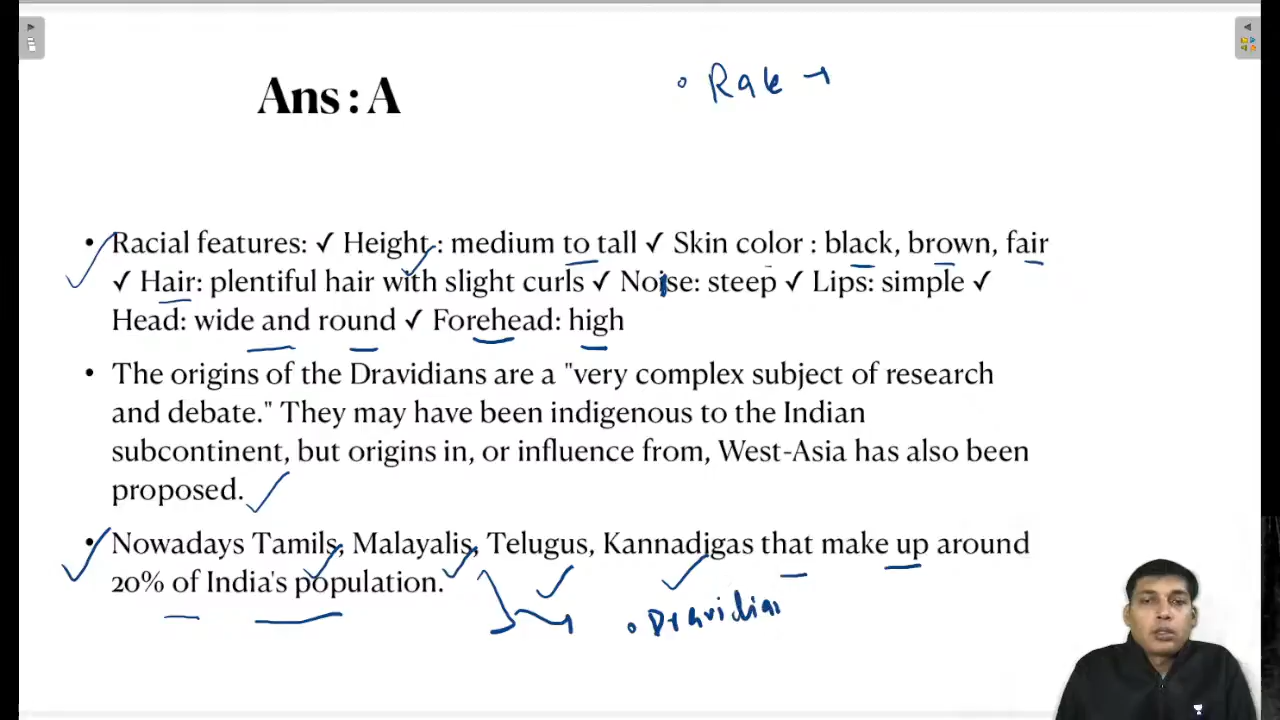 Ans : A
• Racial features: ✓ Height : medium to tall ✓ Skin color : black, brown, fair
✓ Hair: plentiful hair with slight curls ✓ Noise: steep ✓ Lips: simple ✓
Head: wide and round ✓ Forehead: high
• The origins of the Dravidians are a "very complex subject of research
and debate." They may have been indigenous to the Indian
subcontinent, but origins in, or influence from, West-Asia has also been
proposed.
• Nowadays Tamils, Malayalis, Telugus, Kannadigas that make up around
20% of India's population.
• Dravidian